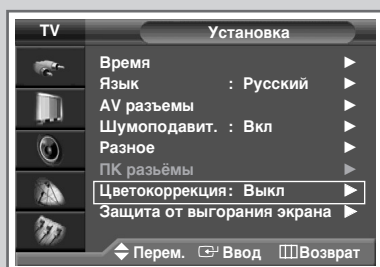 TV
Установка
Время
Язык : Русский
AV разъемы
Шумоподавит. : Вкл
Разное
ПК разьёмы
Цветокоррекция: Выкл
Защита от выгорания экрана
Перем. Ввод Возврат